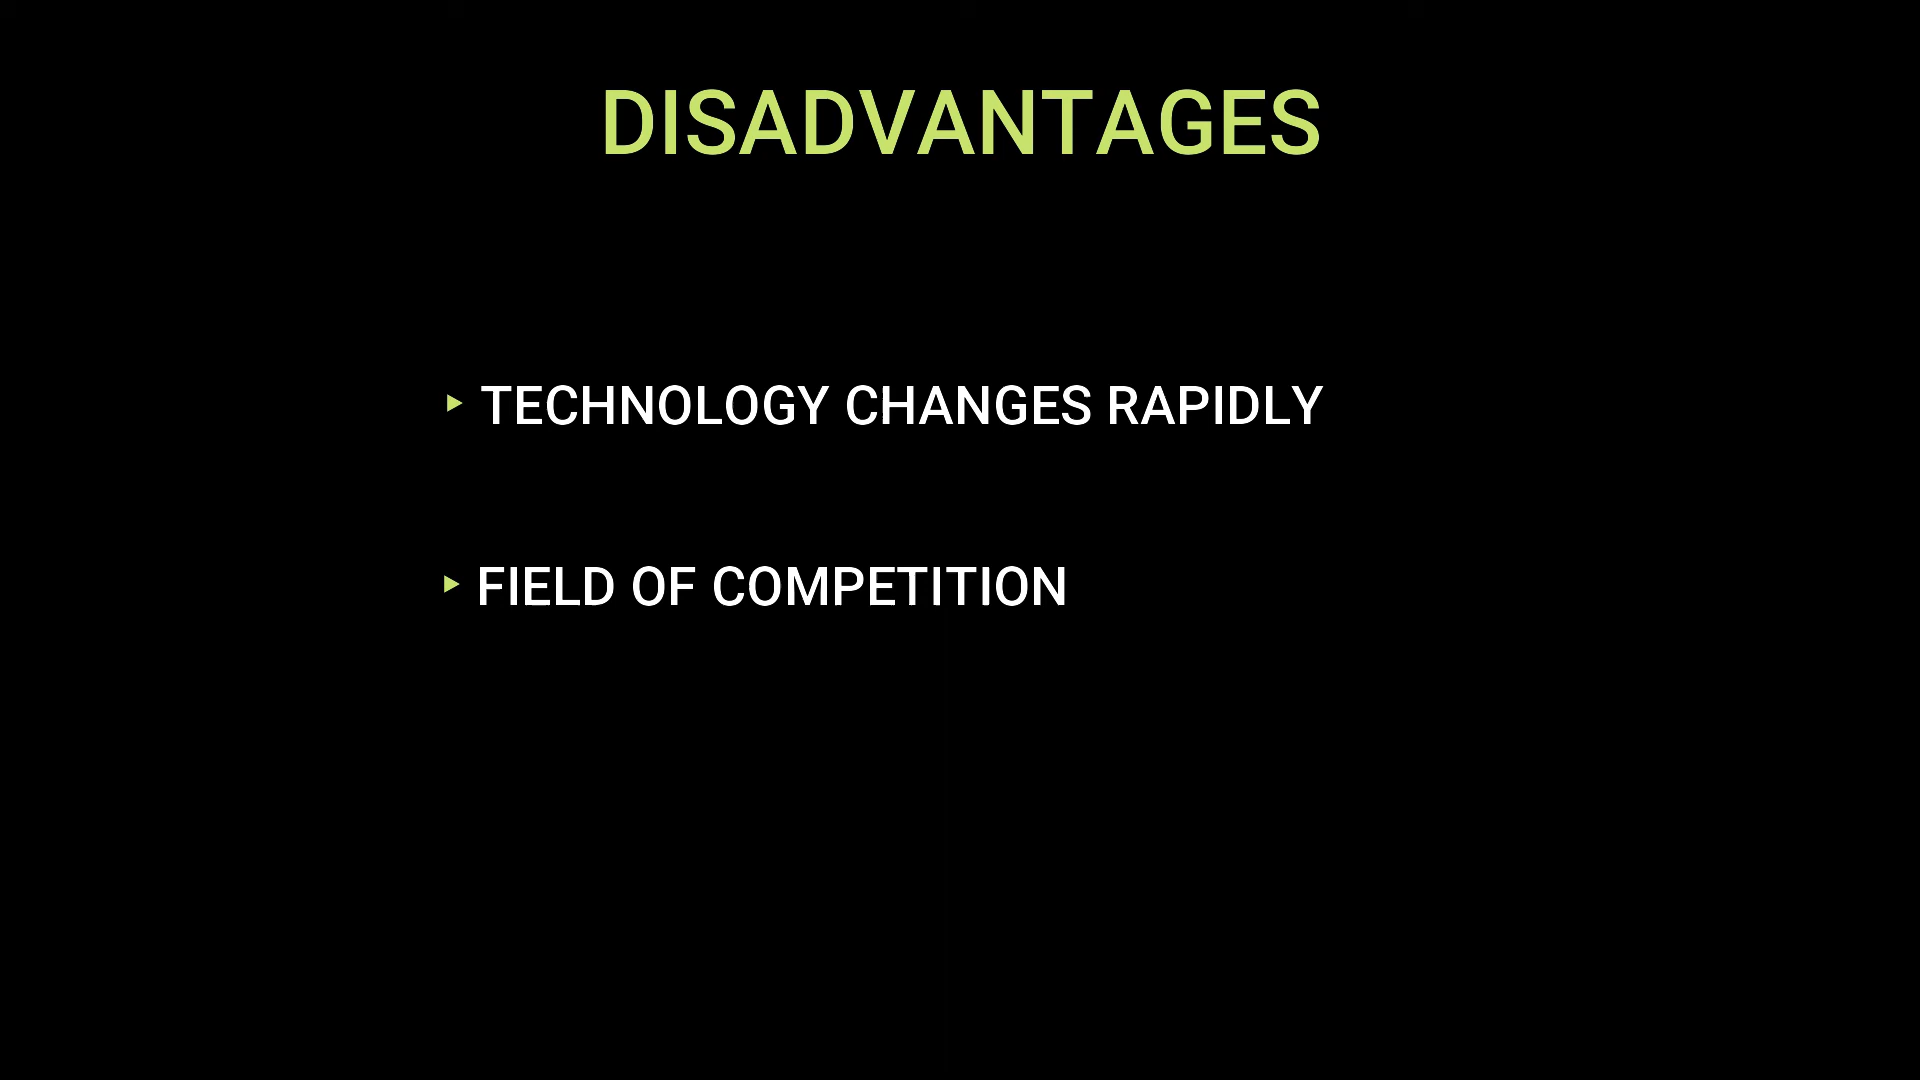 DISADVANTAGES
▸ TECHNOLOGY CHANGES RAPIDLY
▸ FIELD OF COMPETITION